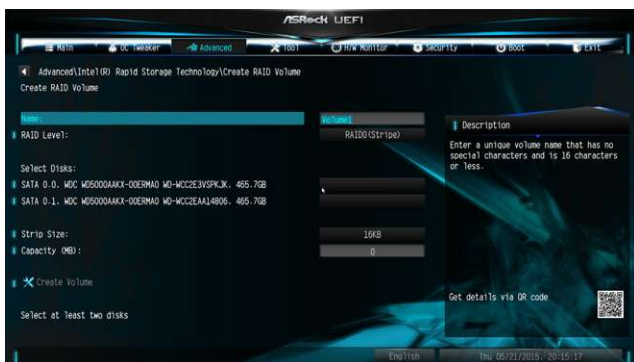 ASRock UEFI
Main OC Tweaker Advanced Tool H/W Monitor Security Boot Exit
Advanced\Intel(R) Rapid Storage Technology\Create RAID Volume
Create RAID Volume
Name: Volume1
RAID Level: RAID0(Stripe)
Select Disks:
SATA 0.0. WDC WD5000AAKX-00ERMA0 WD-WCC2E3VSPKJK. 465.7GB
SATA 0.1. WDC WD5000AAKX-00ERMA0 WD-WCC2EAA14806. 465.7GB
Strip Size: 16KB
Capacity (MB): 0
Create Volume
Select at least two disks
Description
Enter a unique volume name that has no
special characters and is 16 characters
or less.
Get details via QR code
English Thu 05/21/2015. 20:15:17